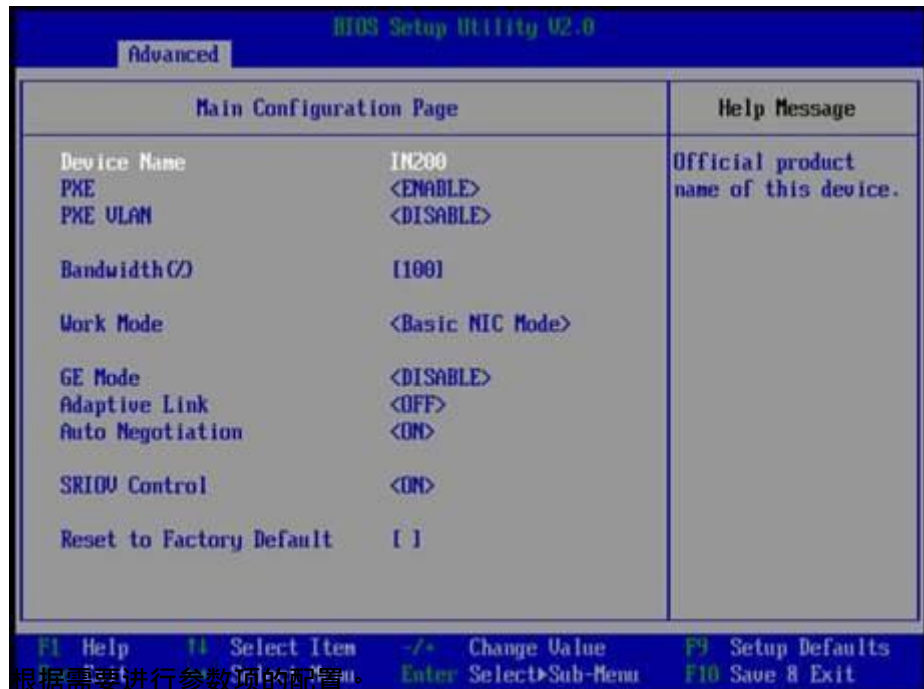 BIOS Setup Utility V2.0
Advanced
Main Configuration Page
Help Message
Device Name IN200
Official product
name of this device.
PXE <ENABLE>
PXE VLAN <DISABLE>
Bandwidth(%) [100]
Work Mode <Basic NIC Mode>
GE Mode <DISABLE>
Adaptive Link <OFF>
Auto Negotiation <ON>
SRIOV Control <ON>
Reset to Factory Default [ ]
F1 Help ↑↓ Select Item -/+ Change Value F9 Setup Defaults
Enter Select▶Sub-Menu F10 Save & Exit
根据需要进行参数项的配置。